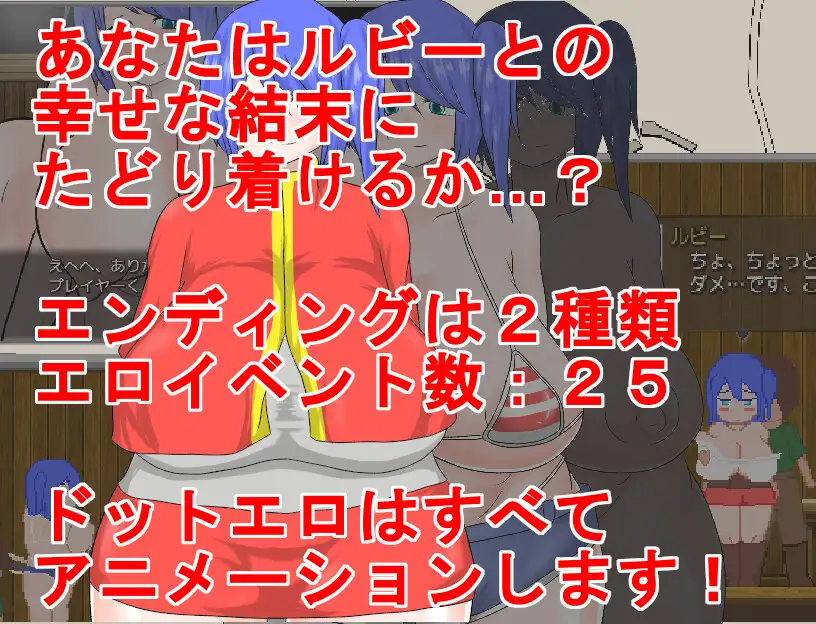 あなたはルビーとの
幸せな結末に
たどり着けるか…？
えへへ、あり
プレイヤーく
ルビー
ちょ、ちょっと
ダメ…です、こ
エンディングは２種類
エロイベント数：２５
ドットエロはすべて
アニメーションします！